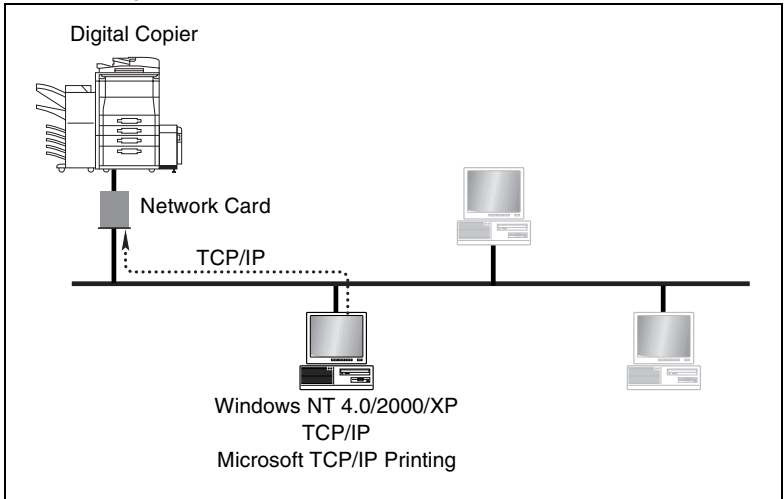 Digital Copier
Network Card
TCP/IP
Windows NT 4.0/2000/XP
TCP/IP
Microsoft TCP/IP Printing